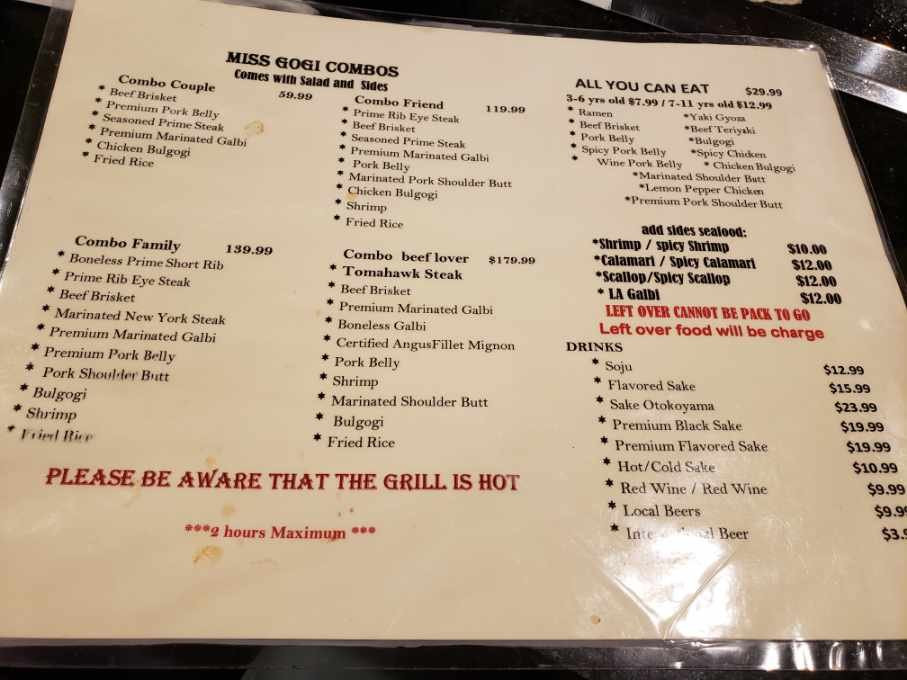 MISS GOGI COMBOS
Comes with Salad and Sides
Combo Couple 59.99
* Beef Brisket
* Premium Pork Belly
* Seasoned Prime Steak
* Premium Marinated Galbi
* Chicken Bulgogi
* Fried Rice
Combo Friend 119.99
* Prime Rib Eye Steak
* Beef Brisket
* Seasoned Prime Steak
* Premium Marinated Galbi
* Pork Belly
* Marinated Pork Shoulder Butt
* Chicken Bulgogi
* Shrimp
* Fried Rice
Combo Family 139.99
* Boneless Prime Short Rib
* Prime Rib Eye Steak
* Beef Brisket
* Marinated New York Steak
* Premium Marinated Galbi
* Premium Pork Belly
* Pork Shoulder Butt
* Bulgogi
* Shrimp
* Fried Rice
Combo beef lover $179.99
* Tomahawk Steak
* Beef Brisket
* Premium Marinated Galbi
* Boneless Galbi
* Certified AngusFillet Mignon
* Pork Belly
* Shrimp
* Marinated Shoulder Butt
* Bulgogi
* Fried Rice
PLEASE BE AWARE THAT THE GRILL IS HOT
***2 hours Maximum ***
ALL YOU CAN EAT $29.99
3-6 yrs old $7.99 / 7-11 yrs old $12.99
* Ramen *Yaki Gyoza
* Beef Brisket *Beef Teriyaki
* Pork Belly *Bulgogi
* Spicy Pork Belly *Spicy Chicken
* Wine Pork Belly * Chicken Bulgogi
*Marinated Shoulder Butt
*Lemon Pepper Chicken
*Premium Pork Shoulder Butt
add sides seafood:
*Shrimp / spicy Shrimp $10.00
*Calamari / Spicy Calamari $12.00
*Scallop/Spicy Scallop $12.00
* LA Galbi $12.00
LEFT OVER CANNOT BE PACK TO GO
Left over food will be charge
DRINKS
* Soju $12.99
* Flavored Sake $15.99
* Sake Otokoyama $23.99
* Premium Black Sake $19.99
* Premium Flavored Sake $19.99
* Hot/Cold Sake $10.99
* Red Wine / Red Wine $9.99
* Local Beers $9.99
* International Beer $3.9